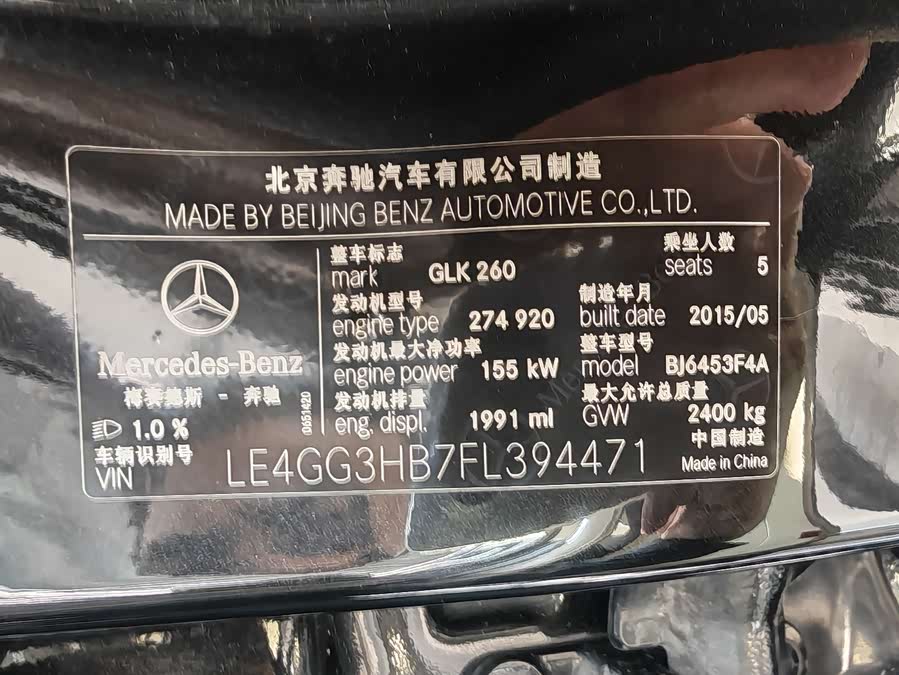 北京奔驰汽车有限公司制造
MADE BY BEIJING BENZ AUTOMOTIVE CO.,LTD.
Mercedes-Benz
梅赛德斯 - 奔驰
1.0 %
0651420
整车标志
mark GLK 260
乘坐人数
seats 5
发动机型号
engine type 274 920
制造年月
built date 2015/05
发动机最大净功率
engine power 155 kW
整车型号
model BJ6453F4A
发动机排量
eng. displ. 1991 ml
最大允许总质量
GVW 2400 kg
车辆识别号
VIN LE4GG3HB7FL394471
中国制造
Made in China